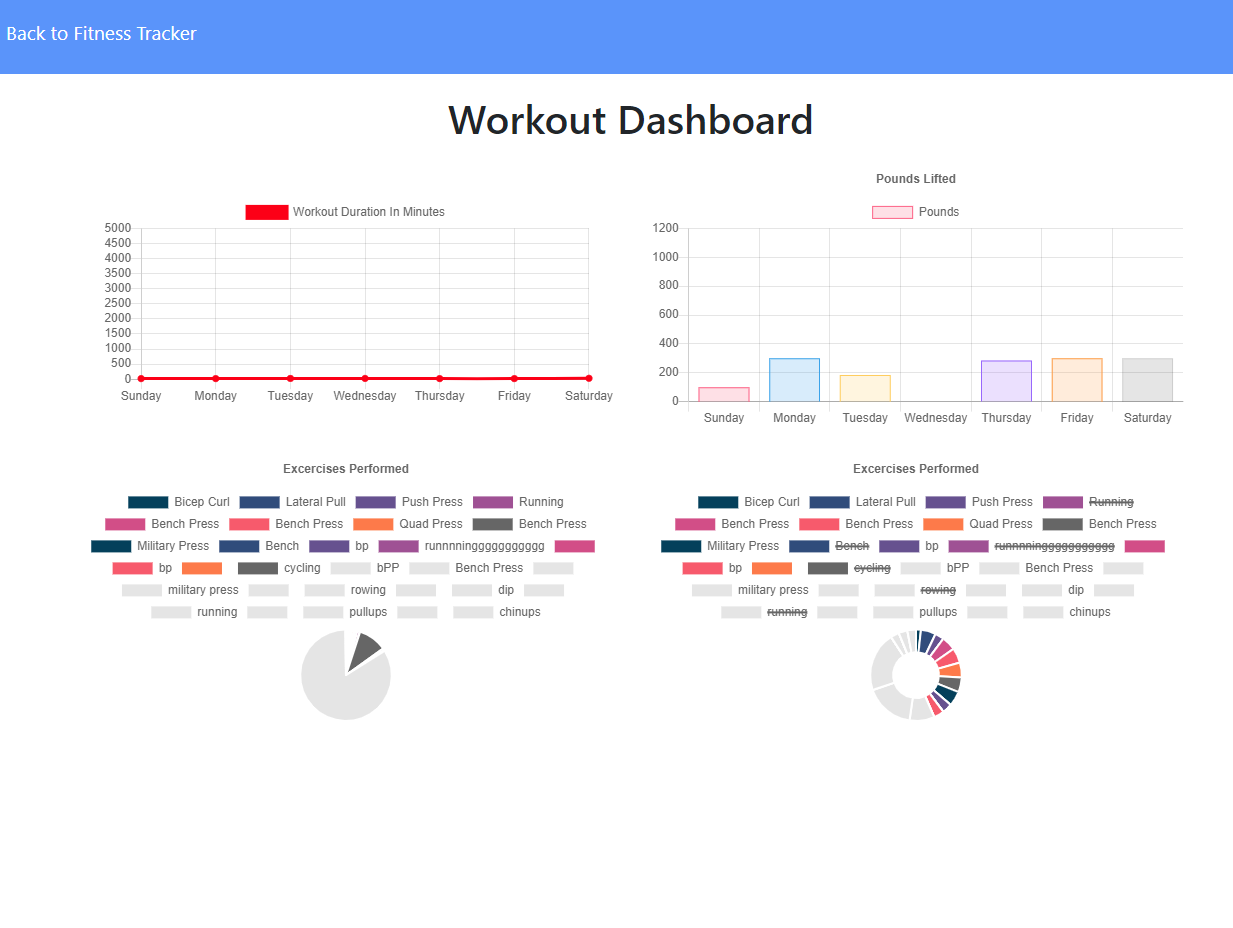 Back to Fitness Tracker
Workout Dashboard
Workout Duration In Minutes
5000
4500
4000
3500
3000
2500
2000
1500
1000
500
0
Sunday Monday Tuesday Wednesday Thursday Friday Saturday
Pounds Lifted
Pounds
1200
1000
800
600
400
200
0
Sunday Monday Tuesday Wednesday Thursday Friday Saturday
Excercises Performed
Bicep Curl Lateral Pull Push Press Running
Bench Press Bench Press Quad Press Bench Press
Military Press Bench bp runnnninggggggggggg
bp cycling bPP Bench Press
military press rowing dip
running pullups chinups
Excercises Performed
Bicep Curl Lateral Pull Push Press Running
Bench Press Bench Press Quad Press Bench Press
Military Press Bench bp runnnninggggggggggg
bp cycling bPP Bench Press
military press rowing dip
running pullups chinups